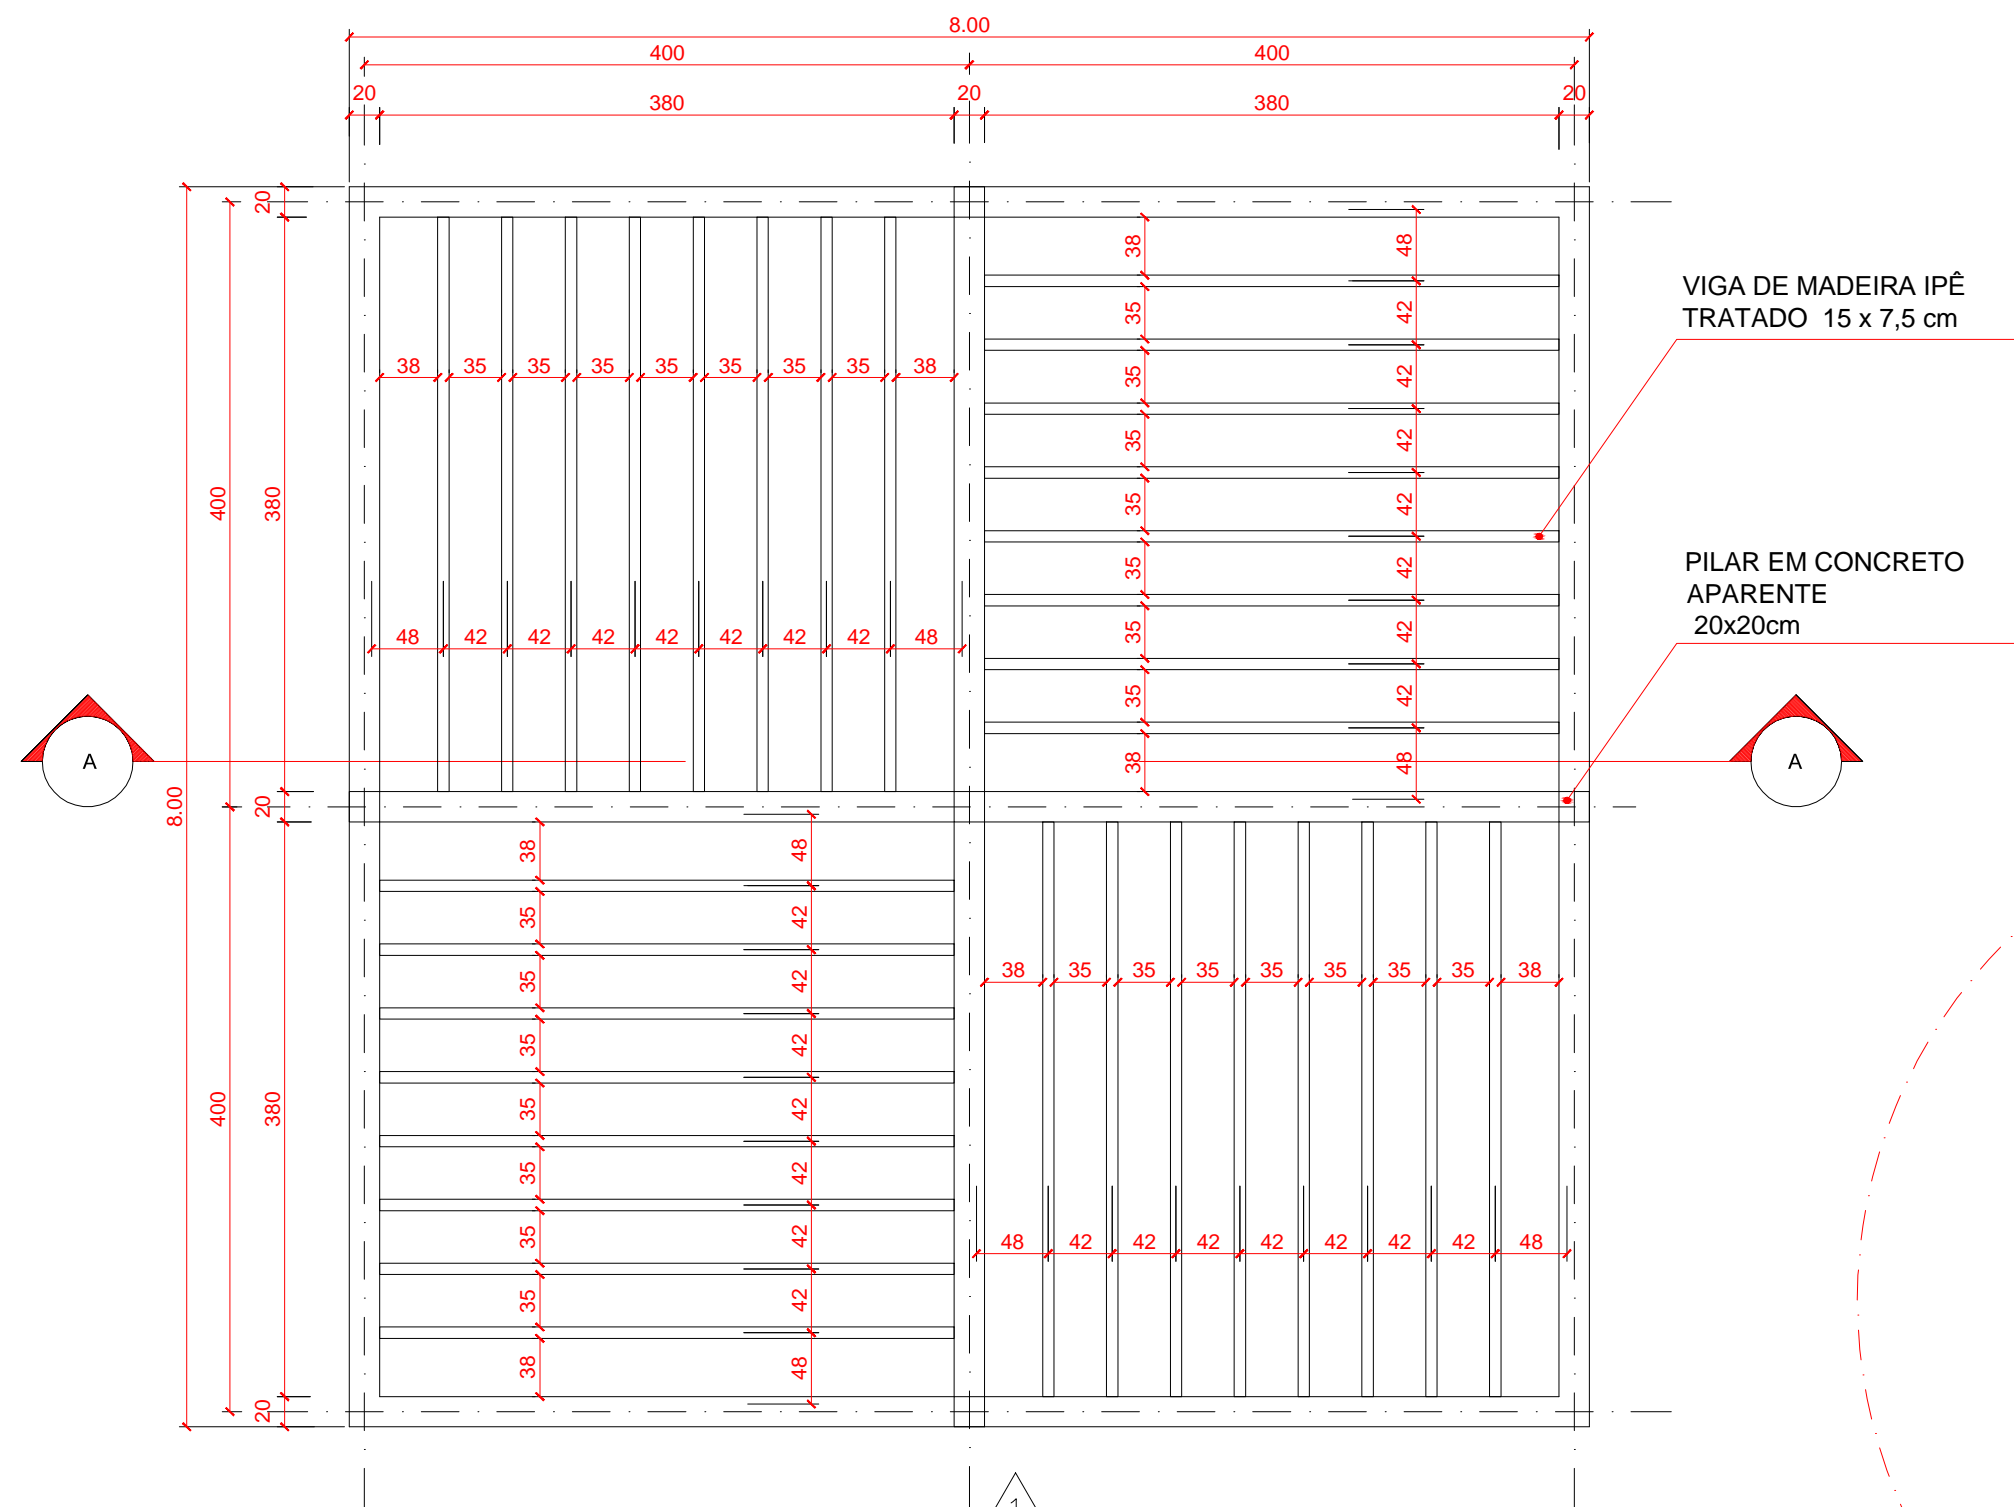 8.00
400 400
20 380 20 380 20
20
38 48
35 42
VIGA DE MADEIRA IPÊ
TRATADO 15 x 7,5 cm
38 35 35 35 35 35 35 35 38
35 42
35 42
400 380
35 42
PILAR EM CONCRETO
APARENTE
20x20cm
35 42
48 42 42 42 42 42 42 42 48
35 42
35 42
A 38 48 A
8.00 20
38 48
35 42
35 42
38 35 35 35 35 35 35 35 38
35 42
400 380
35 42
35 42
35 42
48 42 42 42 42 42 42 42 48
35 42
38 48
20
1